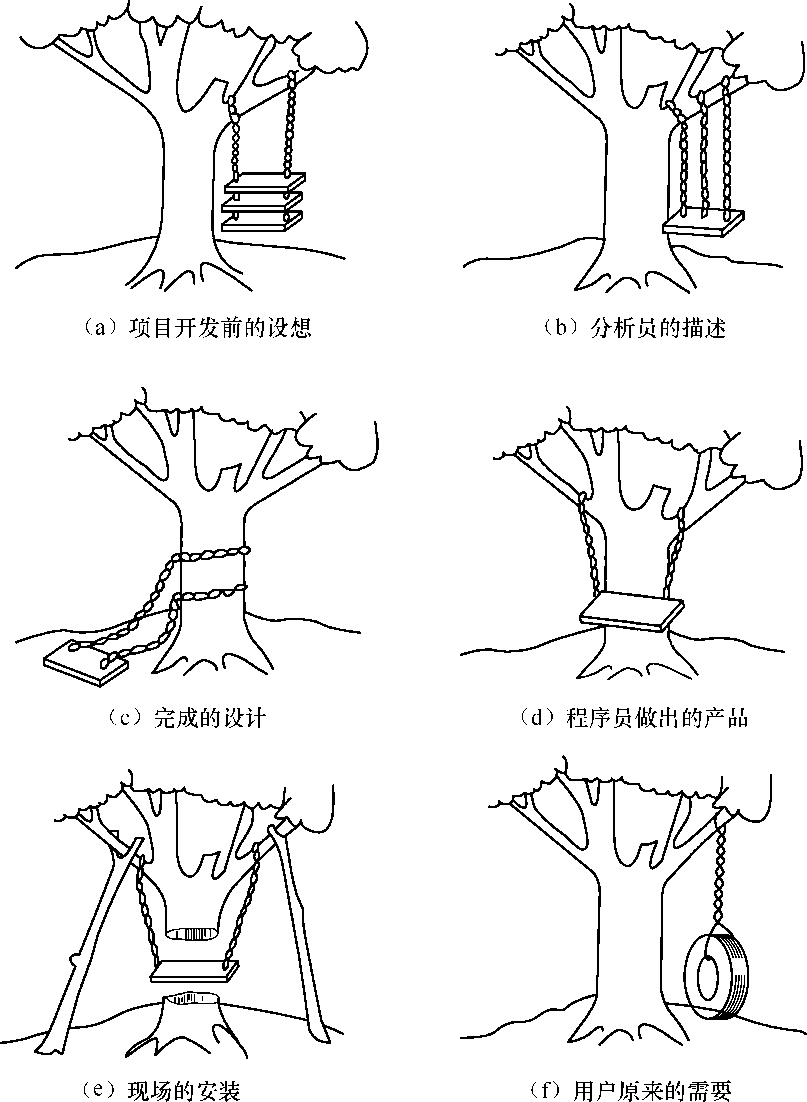 （a）项目开发前的设想
（b）分析员的描述
（c）完成的设计
（d）程序员做出的产品
（e）现场的安装
（f）用户原来的需要